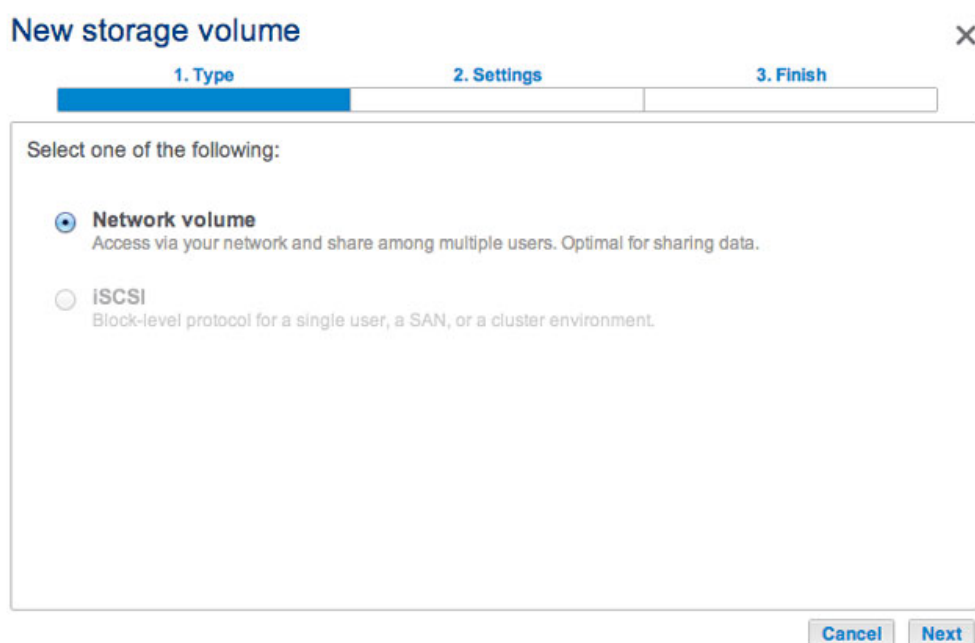 New storage volume
1. Type
2. Settings
3. Finish
Select one of the following:
Network volume
Access via your network and share among multiple users. Optimal for sharing data.
iSCSI
Block-level protocol for a single user, a SAN, or a cluster environment.
Cancel
Next